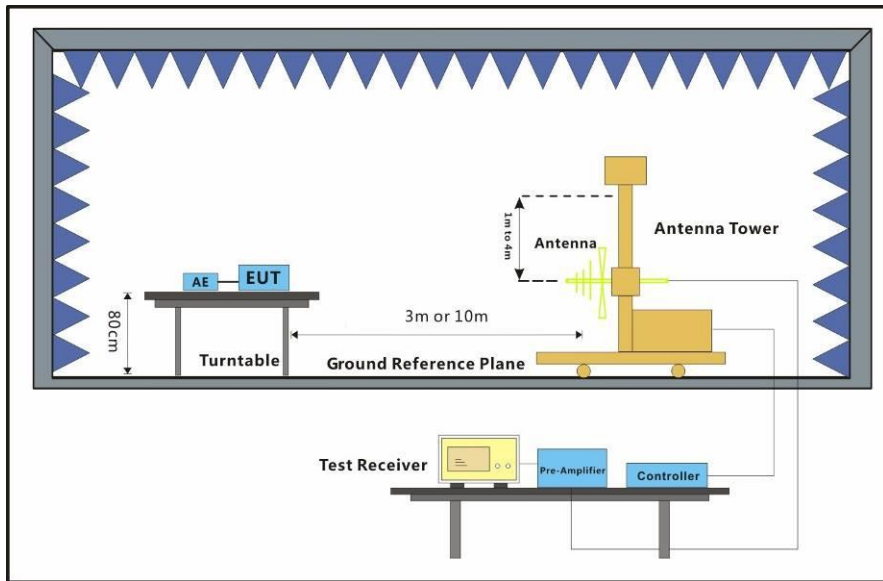 1m to 4m
Antenna
Antenna Tower
AE
EUT
80cm
3m or 10m
Turntable
Ground Reference Plane
Test Receiver
Pre-Amplifier
Controller